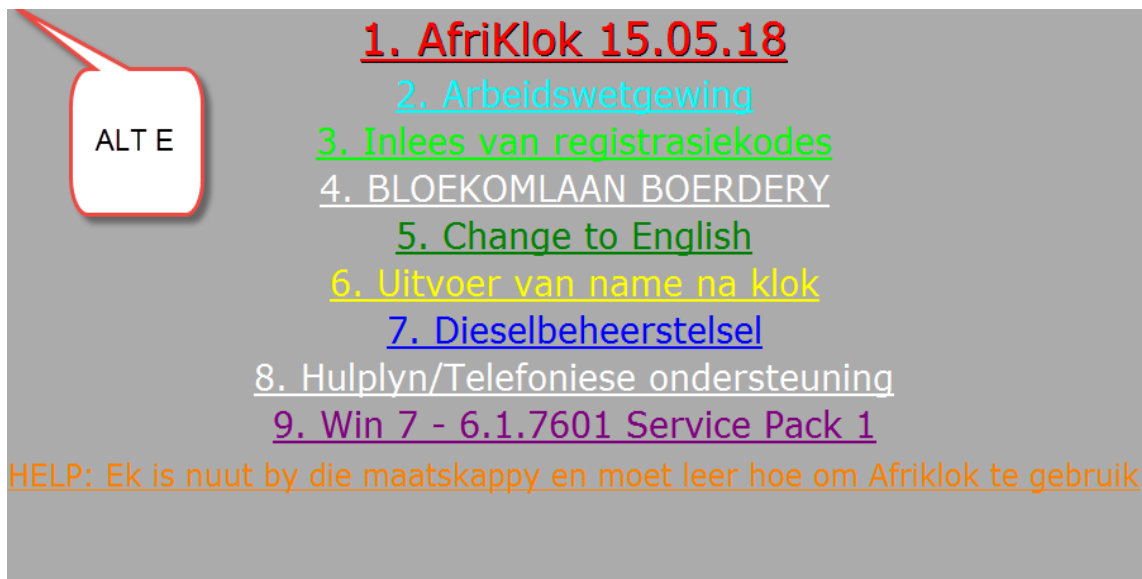 1. AfriKlok 15.05.18
2. Arbeidswetgewing
ALT E
3. Inlees van registrasiekodes
4. BLOEKOMLAAN BOERDERY
5. Change to English
6. Uitvoer van name na klok
7. Dieselbeheerstelsel
8. Hulplyn/Telefoniese ondersteuning
9. Win 7 - 6.1.7601 Service Pack 1
HELP: Ek is nuut by die maatskappy en moet leer hoe om Afriklok te gebruik